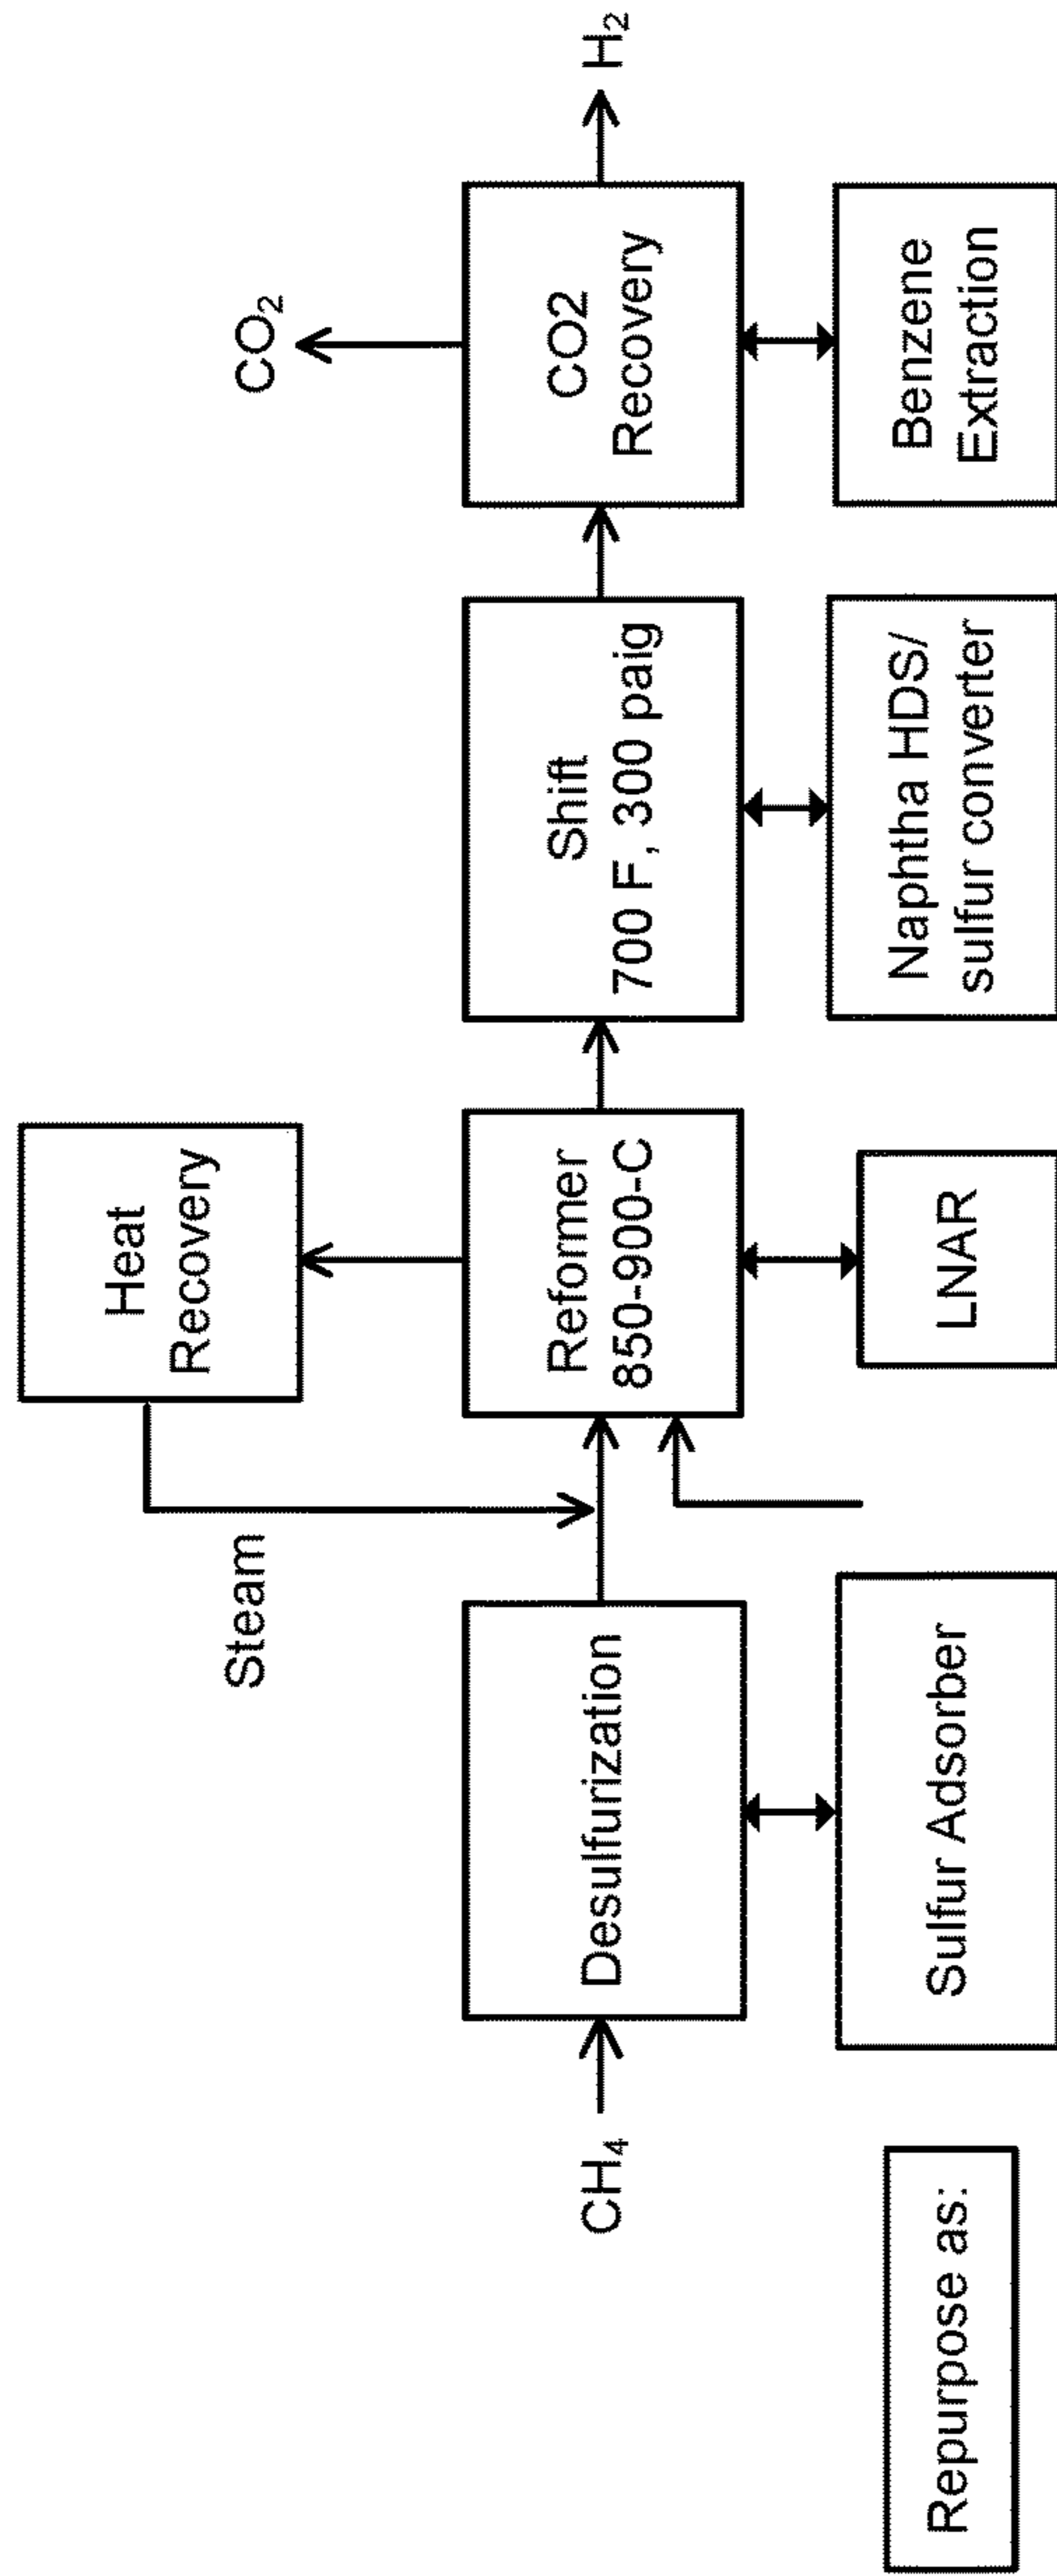 Heat
Recovery
Steam
CO₂
CH₄
Desulfurization
Reformer
850-900-C
Shift
700 F, 300 paig
CO2
Recovery
H₂
Repurpose as:
Sulfur Adsorber
LNAR
Naphtha HDS/
sulfur converter
Benzene
Extraction